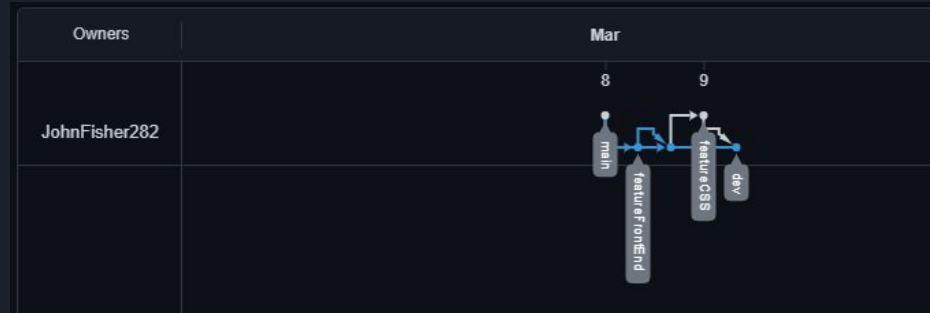 Owners
Mar
8
9
JohnFisher282
main
featureFrontEnd
featureCSS
dev